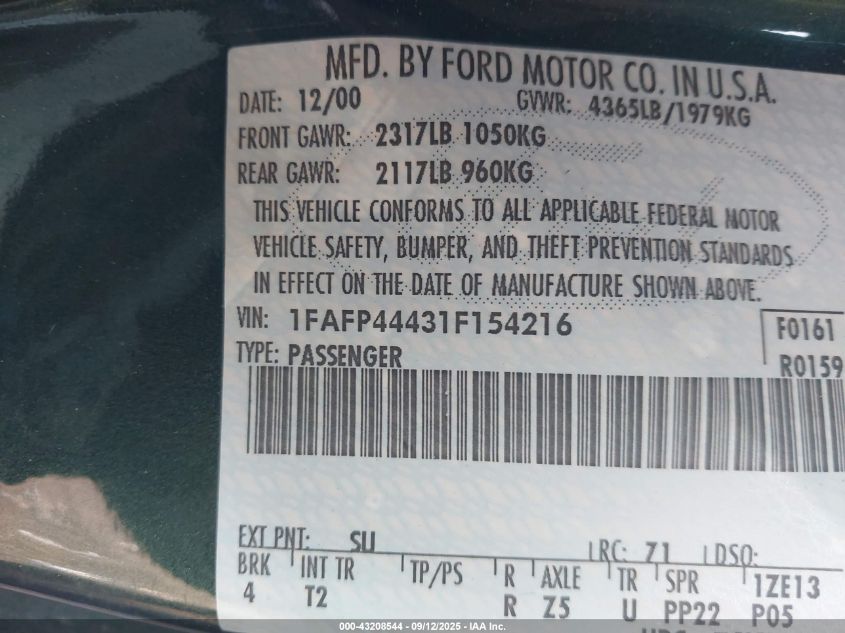 MFD. BY FORD MOTOR CO. IN U.S.A.
DATE: 12/00 GVWR: 4365LB/1979KG
FRONT GAWR: 2317LB 1050KG
REAR GAWR: 2117LB 960KG
THIS VEHICLE CONFORMS TO ALL APPLICABLE FEDERAL MOTOR
VEHICLE SAFETY, BUMPER, AND THEFT PREVENTION STANDARDS
IN EFFECT ON THE DATE OF MANUFACTURE SHOWN ABOVE.
VIN: 1FAFP44431F154216 F0161
TYPE: PASSENGER R0159
EXT PNT: SU RC: 71 DSO:
BRK INT TR TP/PS R AXLE TR SPR 1ZE13
4 T2 R Z5 U PP22 P05
000-43208544 - 09/12/2025 - IAA Inc.